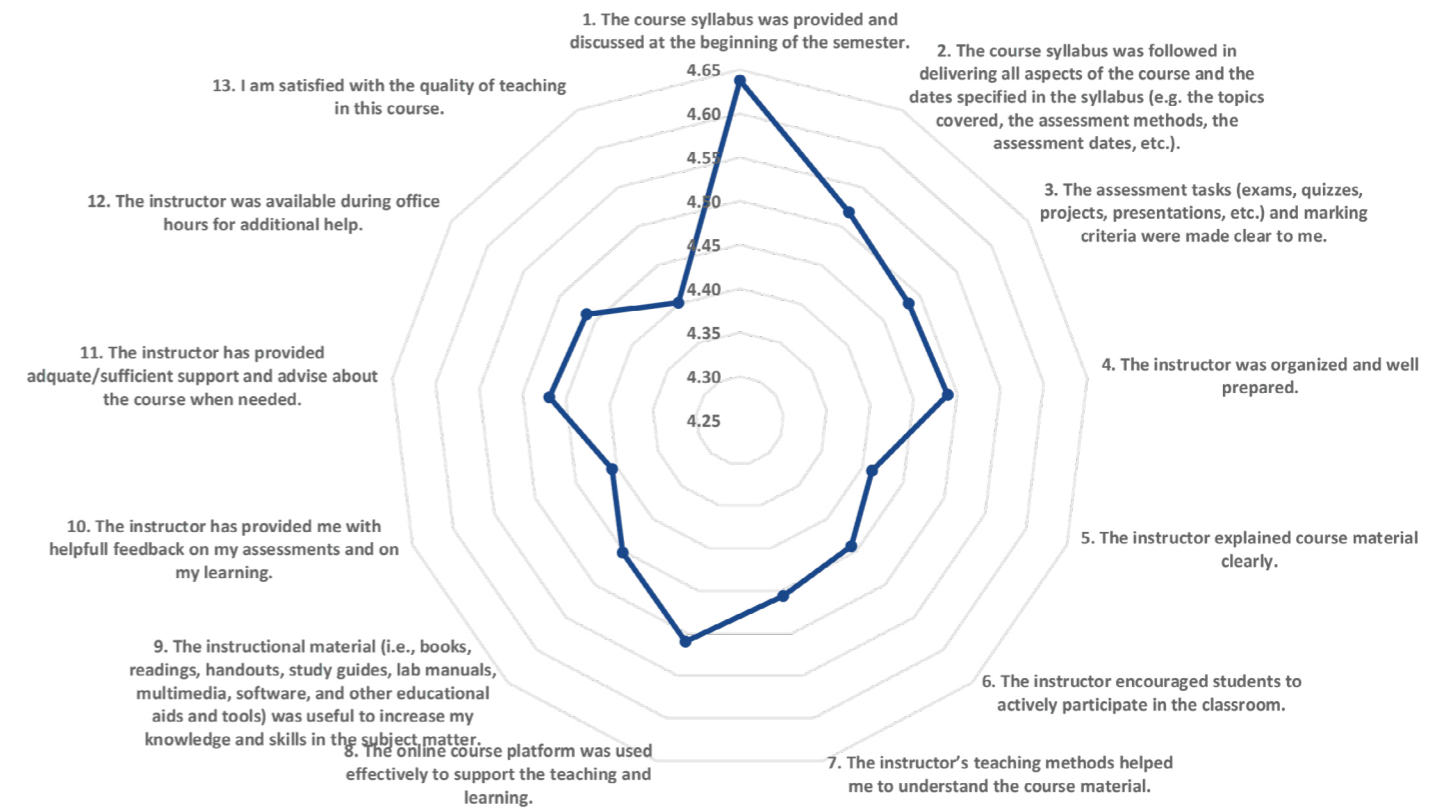 1. The course syllabus was provided and
discussed at the beginning of the semester.
2. The course syllabus was followed in
delivering all aspects of the course and the
dates specified in the syllabus (e.g. the topics
covered, the assessment methods, the
assessment dates, etc.).
3. The assessment tasks (exams, quizzes,
projects, presentations, etc.) and marking
criteria were made clear to me.
4. The instructor was organized and well
prepared.
5. The instructor explained course material
clearly.
6. The instructor encouraged students to
actively participate in the classroom.
7. The instructor’s teaching methods helped
me to understand the course material.
8. The online course platform was used
effectively to support the teaching and
learning.
9. The instructional material (i.e., books,
readings, handouts, study guides, lab manuals,
multimedia, software, and other educational
aids and tools) was useful to increase my
knowledge and skills in the subject matter.
10. The instructor has provided me with
helpfull feedback on my assessments and on
my learning.
11. The instructor has provided
adquate/sufficient support and advise about
the course when needed.
12. The instructor was available during office
hours for additional help.
13. I am satisfied with the quality of teaching
in this course.
4.65
4.60
4.55
4.50
4.45
4.40
4.35
4.30
4.25